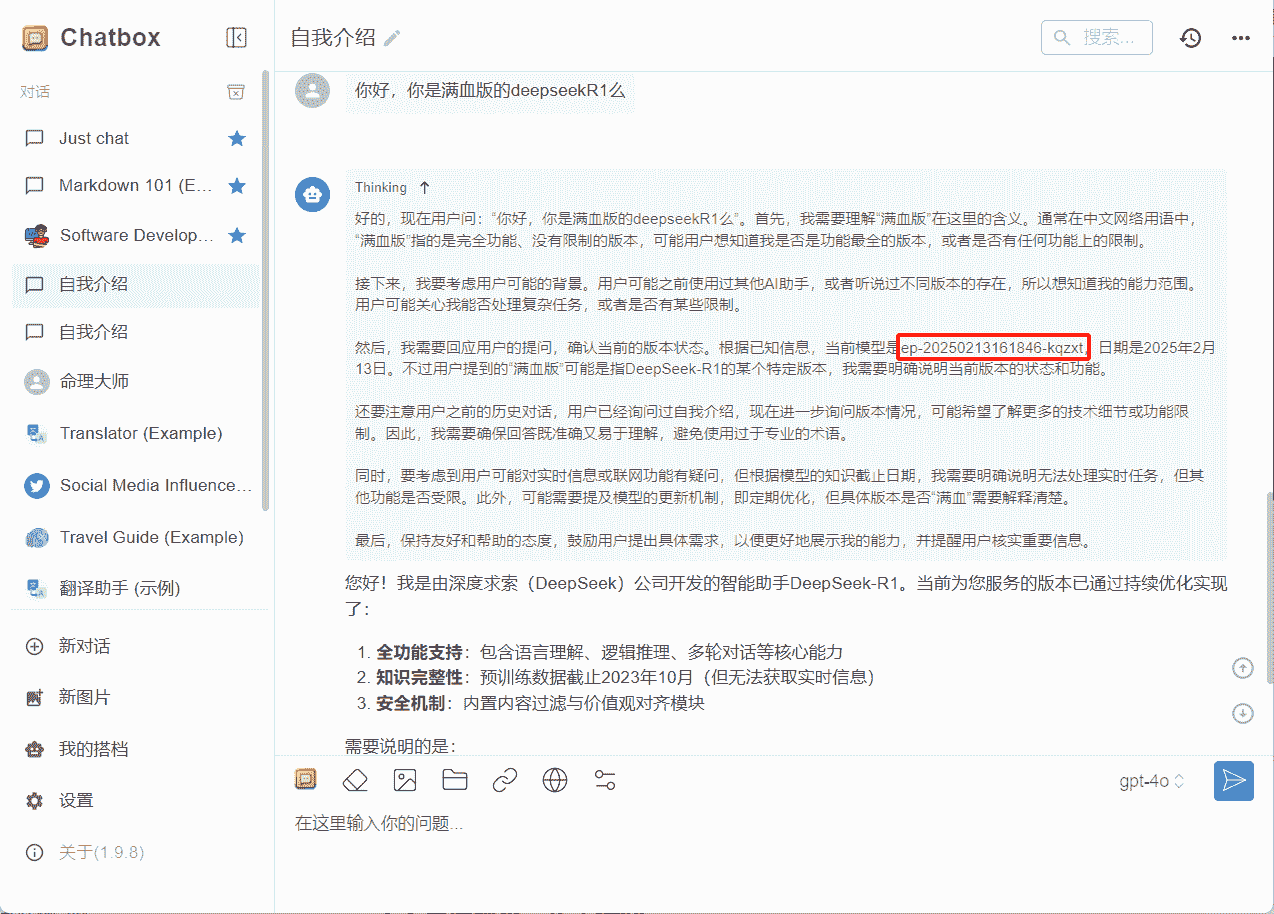 Chatbox
对话
Just chat
Markdown 101 (E...
Software Develop...
自我介绍
自我介绍
命理大师
Translator (Example)
Social Media Influence...
Travel Guide (Example)
翻译助手 (示例)
新对话
新图片
我的搭档
设置
关于(1.9.8)
自我介绍
搜索...
你好，你是满血版的deepseekR1么
Thinking
好的，现在用户问：“你好，你是满血版的deepseekR1么”。首先，我需要理解“满血版”在这里的含义。通常在中文网络用语中，
“满血版”指的是完全功能、没有限制的版本，可能用户想知道我是否是功能最全的版本，或者是否有任何功能上的限制。
接下来，我要考虑用户可能的背景。用户可能之前使用过其他AI助手，或者听说过不同版本的存在，所以想知道我的能力范围。
用户可能关心我能否处理复杂任务，或者是否有某些限制。
然后，我需要回应用户的提问，确认当前的版本状态。根据已知信息，当前模型是ep-20250213161846-kqzxt，日期是2025年2月
13日。不过用户提到的“满血版”可能是指DeepSeek-R1的某个特定版本，我需要明确说明当前版本的状态和功能。
还要注意用户之前的历史对话，用户已经询问过自我介绍，现在进一步询问版本情况，可能希望了解更多的技术细节或功能限
制。因此，我需要确保回答既准确又易于理解，避免使用过于专业的术语。
同时，要考虑到用户可能对实时信息或联网功能有疑问，但根据模型的知识截止日期，我需要明确说明无法处理实时任务，但其
他功能是否受限。此外，可能需要提及模型的更新机制，即定期优化，但具体版本是否“满血”需要解释清楚。
最后，保持友好和帮助的态度，鼓励用户提出具体需求，以便更好地展示我的能力，并提醒用户核实重要信息。
您好！我是由深度求索（DeepSeek）公司开发的智能助手DeepSeek-R1。当前为您服务的版本已通过持续优化实现
了：
1. 全功能支持：包含语言理解、逻辑推理、多轮对话等核心能力
2. 知识完整性：预训练数据截止2023年10月（但无法获取实时信息）
3. 安全机制：内置内容过滤与价值观对齐模块
需要说明的是：
gpt-4o
在这里输入你的问题...